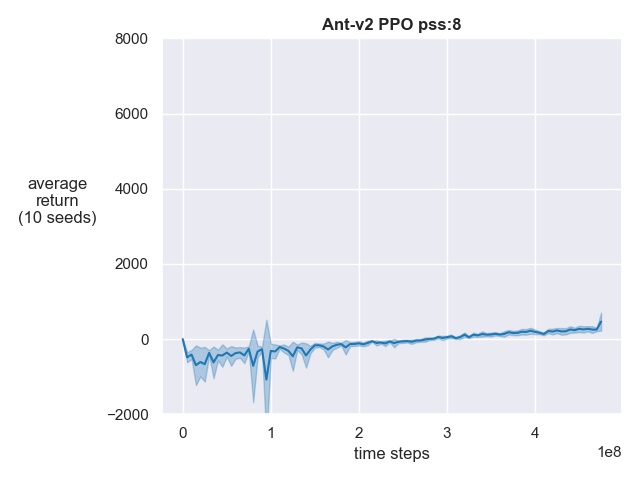 Ant-v2 PPO pss:8
8000
6000
4000
2000
0
−2000
average
return
(10 seeds)
0
1
2
3
4
1e8
time steps